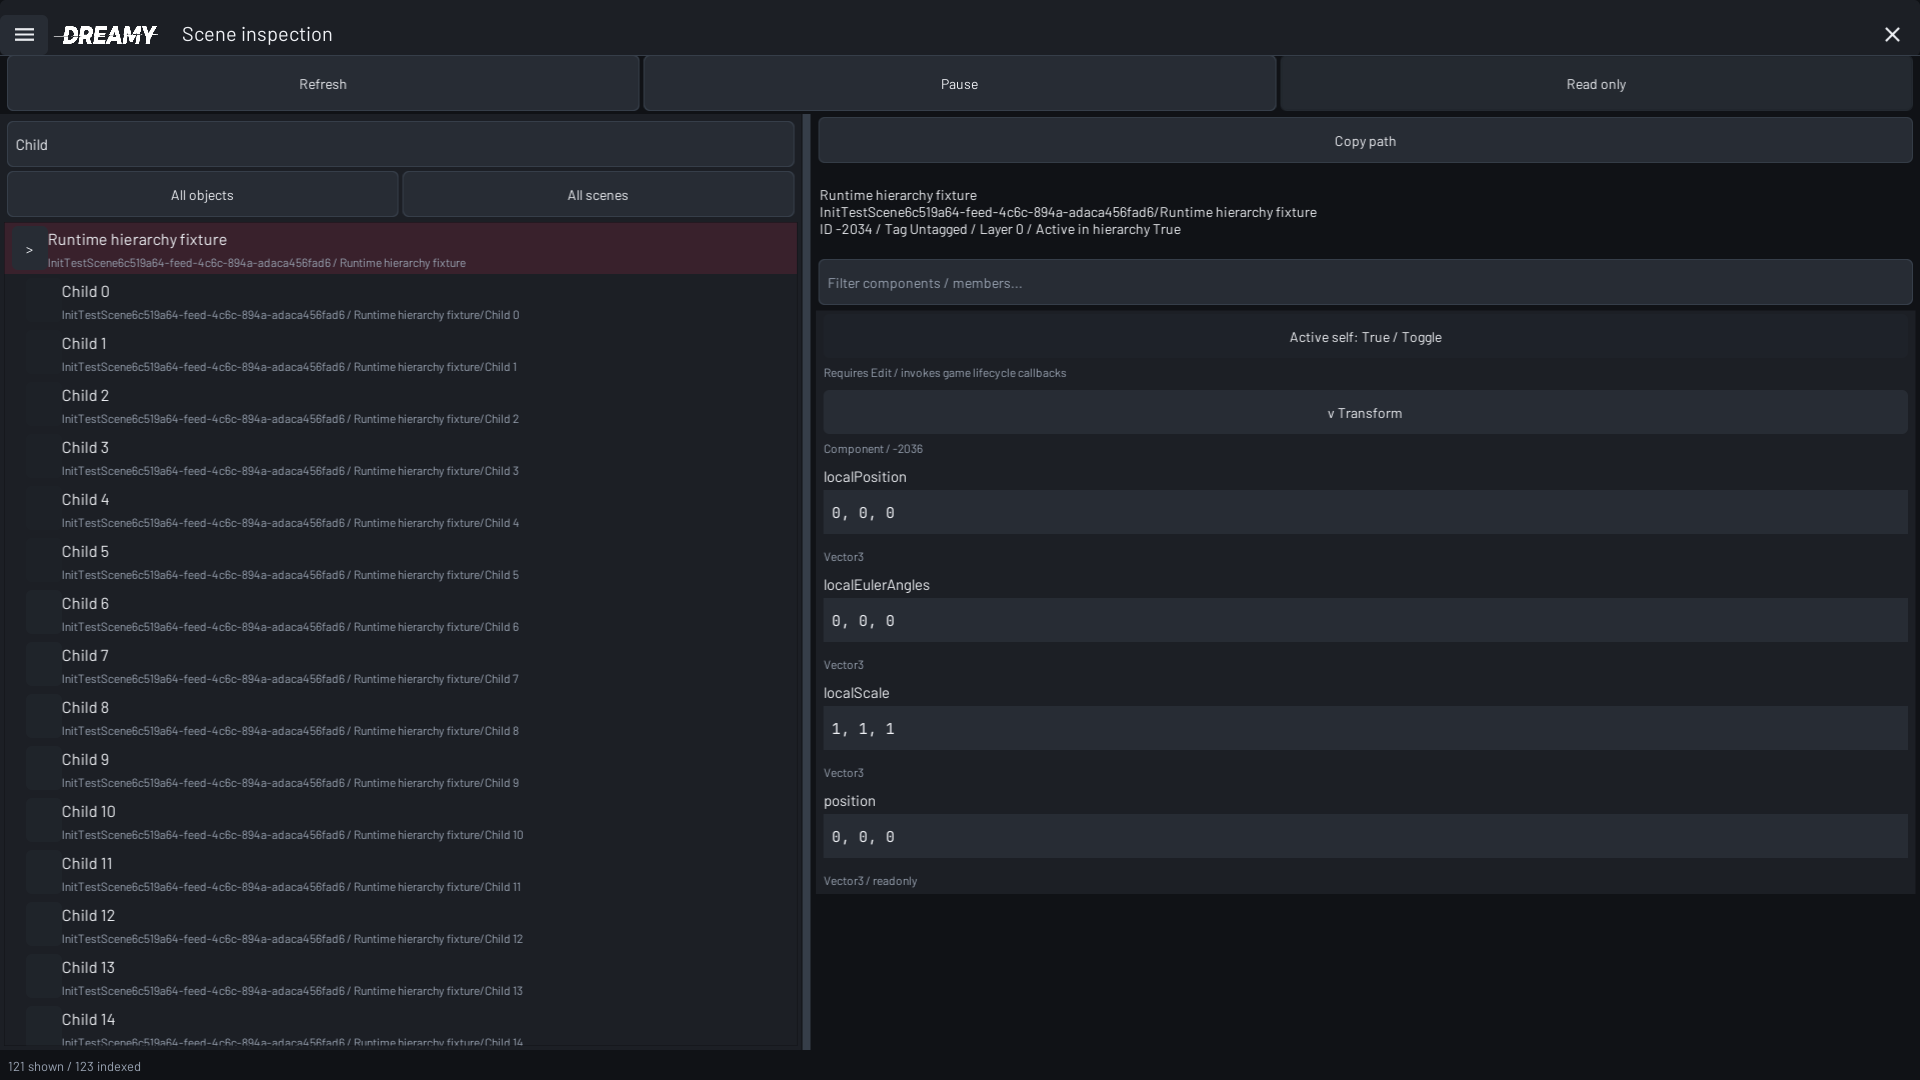 DREAMY Scene inspection
Refresh
Pause
Read only
Child
All objects
All scenes
> Runtime hierarchy fixture
InitTestScene6c519a64-feed-4c6c-894a-adaca456fad6 / Runtime hierarchy fixture
Child 0
InitTestScene6c519a64-feed-4c6c-894a-adaca456fad6 / Runtime hierarchy fixture/Child 0
Child 1
InitTestScene6c519a64-feed-4c6c-894a-adaca456fad6 / Runtime hierarchy fixture/Child 1
Child 2
InitTestScene6c519a64-feed-4c6c-894a-adaca456fad6 / Runtime hierarchy fixture/Child 2
Child 3
InitTestScene6c519a64-feed-4c6c-894a-adaca456fad6 / Runtime hierarchy fixture/Child 3
Child 4
InitTestScene6c519a64-feed-4c6c-894a-adaca456fad6 / Runtime hierarchy fixture/Child 4
Child 5
InitTestScene6c519a64-feed-4c6c-894a-adaca456fad6 / Runtime hierarchy fixture/Child 5
Child 6
InitTestScene6c519a64-feed-4c6c-894a-adaca456fad6 / Runtime hierarchy fixture/Child 6
Child 7
InitTestScene6c519a64-feed-4c6c-894a-adaca456fad6 / Runtime hierarchy fixture/Child 7
Child 8
InitTestScene6c519a64-feed-4c6c-894a-adaca456fad6 / Runtime hierarchy fixture/Child 8
Child 9
InitTestScene6c519a64-feed-4c6c-894a-adaca456fad6 / Runtime hierarchy fixture/Child 9
Child 10
InitTestScene6c519a64-feed-4c6c-894a-adaca456fad6 / Runtime hierarchy fixture/Child 10
Child 11
InitTestScene6c519a64-feed-4c6c-894a-adaca456fad6 / Runtime hierarchy fixture/Child 11
Child 12
InitTestScene6c519a64-feed-4c6c-894a-adaca456fad6 / Runtime hierarchy fixture/Child 12
Child 13
InitTestScene6c519a64-feed-4c6c-894a-adaca456fad6 / Runtime hierarchy fixture/Child 13
Child 14
InitTestScene6c519a64-feed-4c6c-894a-adaca456fad6 / Runtime hierarchy fixture/Child 14
121 shown / 123 indexed
Copy path
Runtime hierarchy fixture
InitTestScene6c519a64-feed-4c6c-894a-adaca456fad6/Runtime hierarchy fixture
ID -2034 / Tag Untagged / Layer 0 / Active in hierarchy True
Filter components / members...
Active self: True / Toggle
Requires Edit / invokes game lifecycle callbacks
v Transform
Component / -2036
localPosition
0, 0, 0
Vector3
localEulerAngles
0, 0, 0
Vector3
localScale
1, 1, 1
Vector3
position
0, 0, 0
Vector3 / readonly